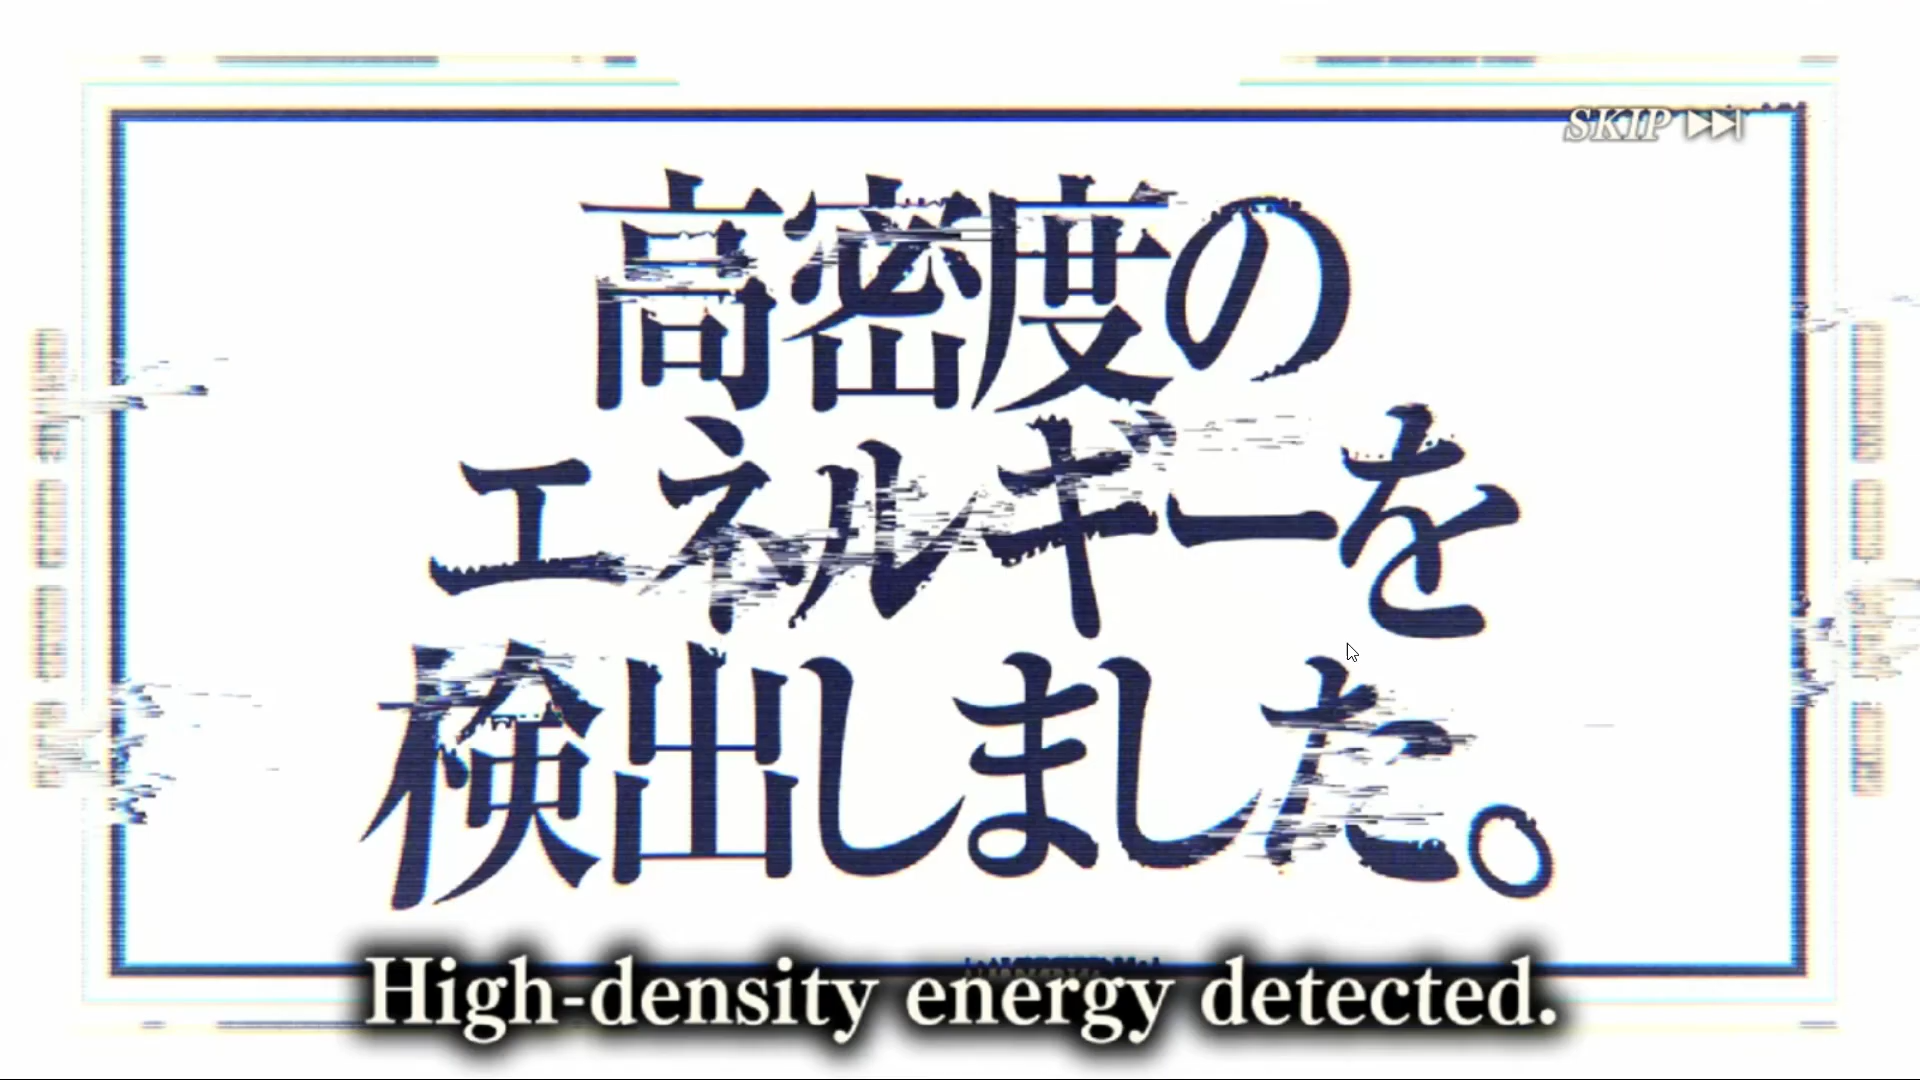 SKIP
高密度の
エネルギーを
検出しました。
High-density energy detected.